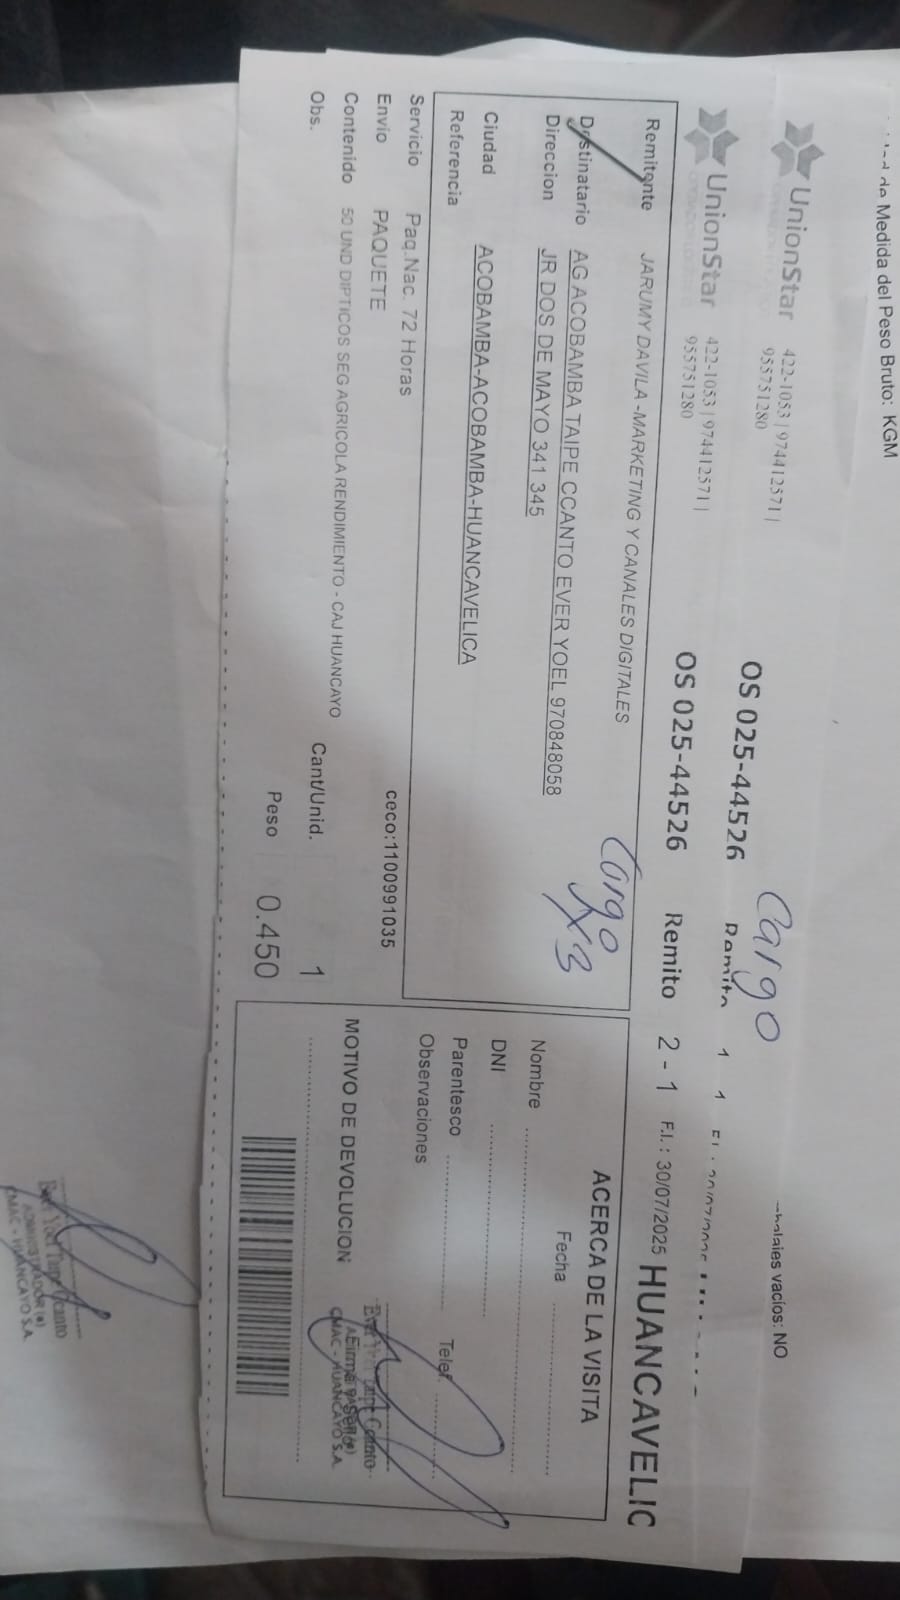 de Medida del Peso Bruto: KGM
vacíos: NO
UnionStar 422-1053 | 974412571 |
955751280
OS 025-44526
Cargo
UnionStar 422-1053 | 974412571 |
955751280
OS 025-44526 Remito 2 - 1 F.I. : 30/07/2025 HUANCAVELIC
Remitente JARUMY DAVILA -MARKETING Y CANALES DIGITALES
Cargo
X3
Destinatario AG ACOBAMBA TAIPE CCANTO EVER YOEL 970848058
Direccion JR DOS DE MAYO 341 345
Ciudad ACOBAMBA-ACOBAMBA-HUANCAVELICA
Referencia
Servicio Paq.Nac. 72 Horas
ceco:1100991035
Envio PAQUETE
Contenido 50 UND DIPTICOS SEG AGRICOLA RENDIMIENTO - CAJ HUANCAYO
Obs.
Cant/Unid. 1
Peso 0.450
ACERCA DE LA VISITA
Fecha
Nombre
DNI
Parentesco Telef.
Observaciones
MOTIVO DE DEVOLUCION
Firma y Sello
CMAC - HUANCAYO S.A.
ADMINISTRADOR (e)
CMAC - HUANCAYO S.A.